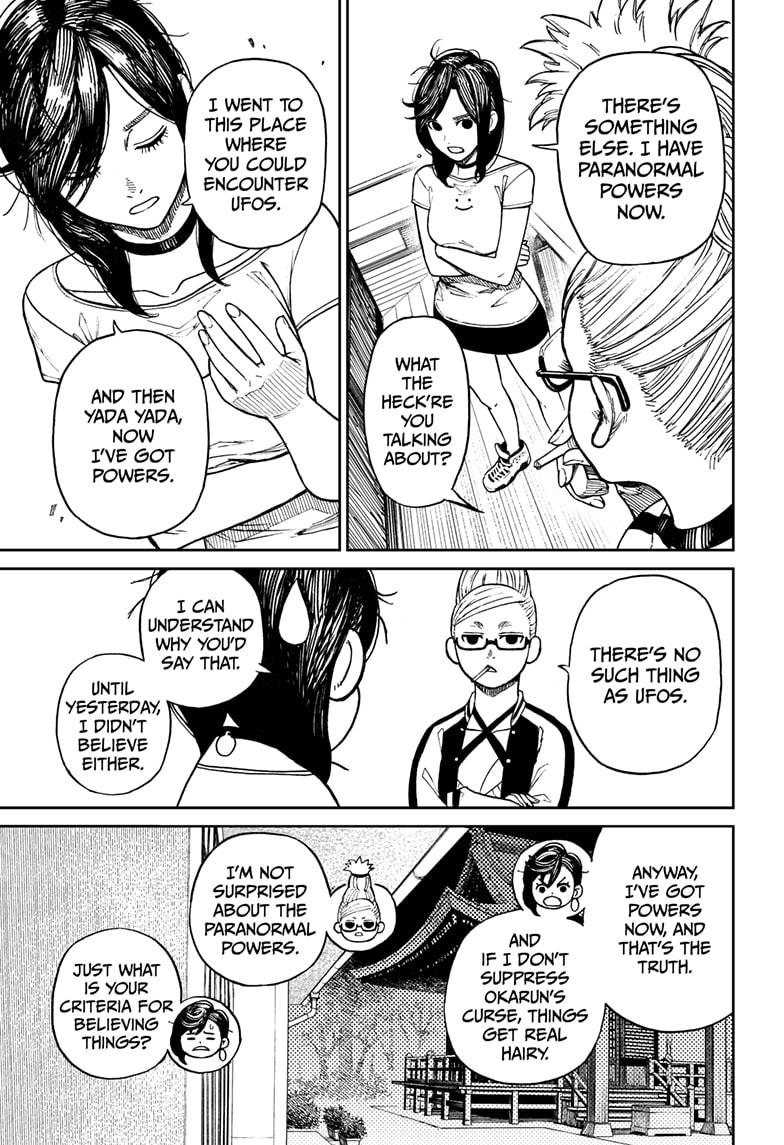 THERE'S
SOMETHING
ELSE. I HAVE
PARANORMAL
POWERS
NOW.
WHAT
THE
HECK'RE
YOU
TALKING
ABOUT?
I WENT TO
THIS PLACE
WHERE
YOU COULD
ENCOUNTER
UFOS.
AND THEN
YADA YADA,
NOW
I'VE GOT
POWERS.
THERE'S NO
SUCH THING
AS UFOS.
I CAN
UNDERSTAND
WHY YOU'D
SAY THAT.
UNTIL
YESTERDAY,
I DIDN'T
BELIEVE
EITHER.
ANYWAY,
I'VE GOT
POWERS
NOW, AND
THAT'S THE
TRUTH.
AND
IF I DON'T
SUPPRESS
OKARUN'S
CURSE, THINGS
GET REAL
HAIRY.
I'M NOT
SURPRISED
ABOUT THE
PARANORMAL
POWERS.
JUST WHAT
IS YOUR
CRITERIA FOR
BELIEVING
THINGS?